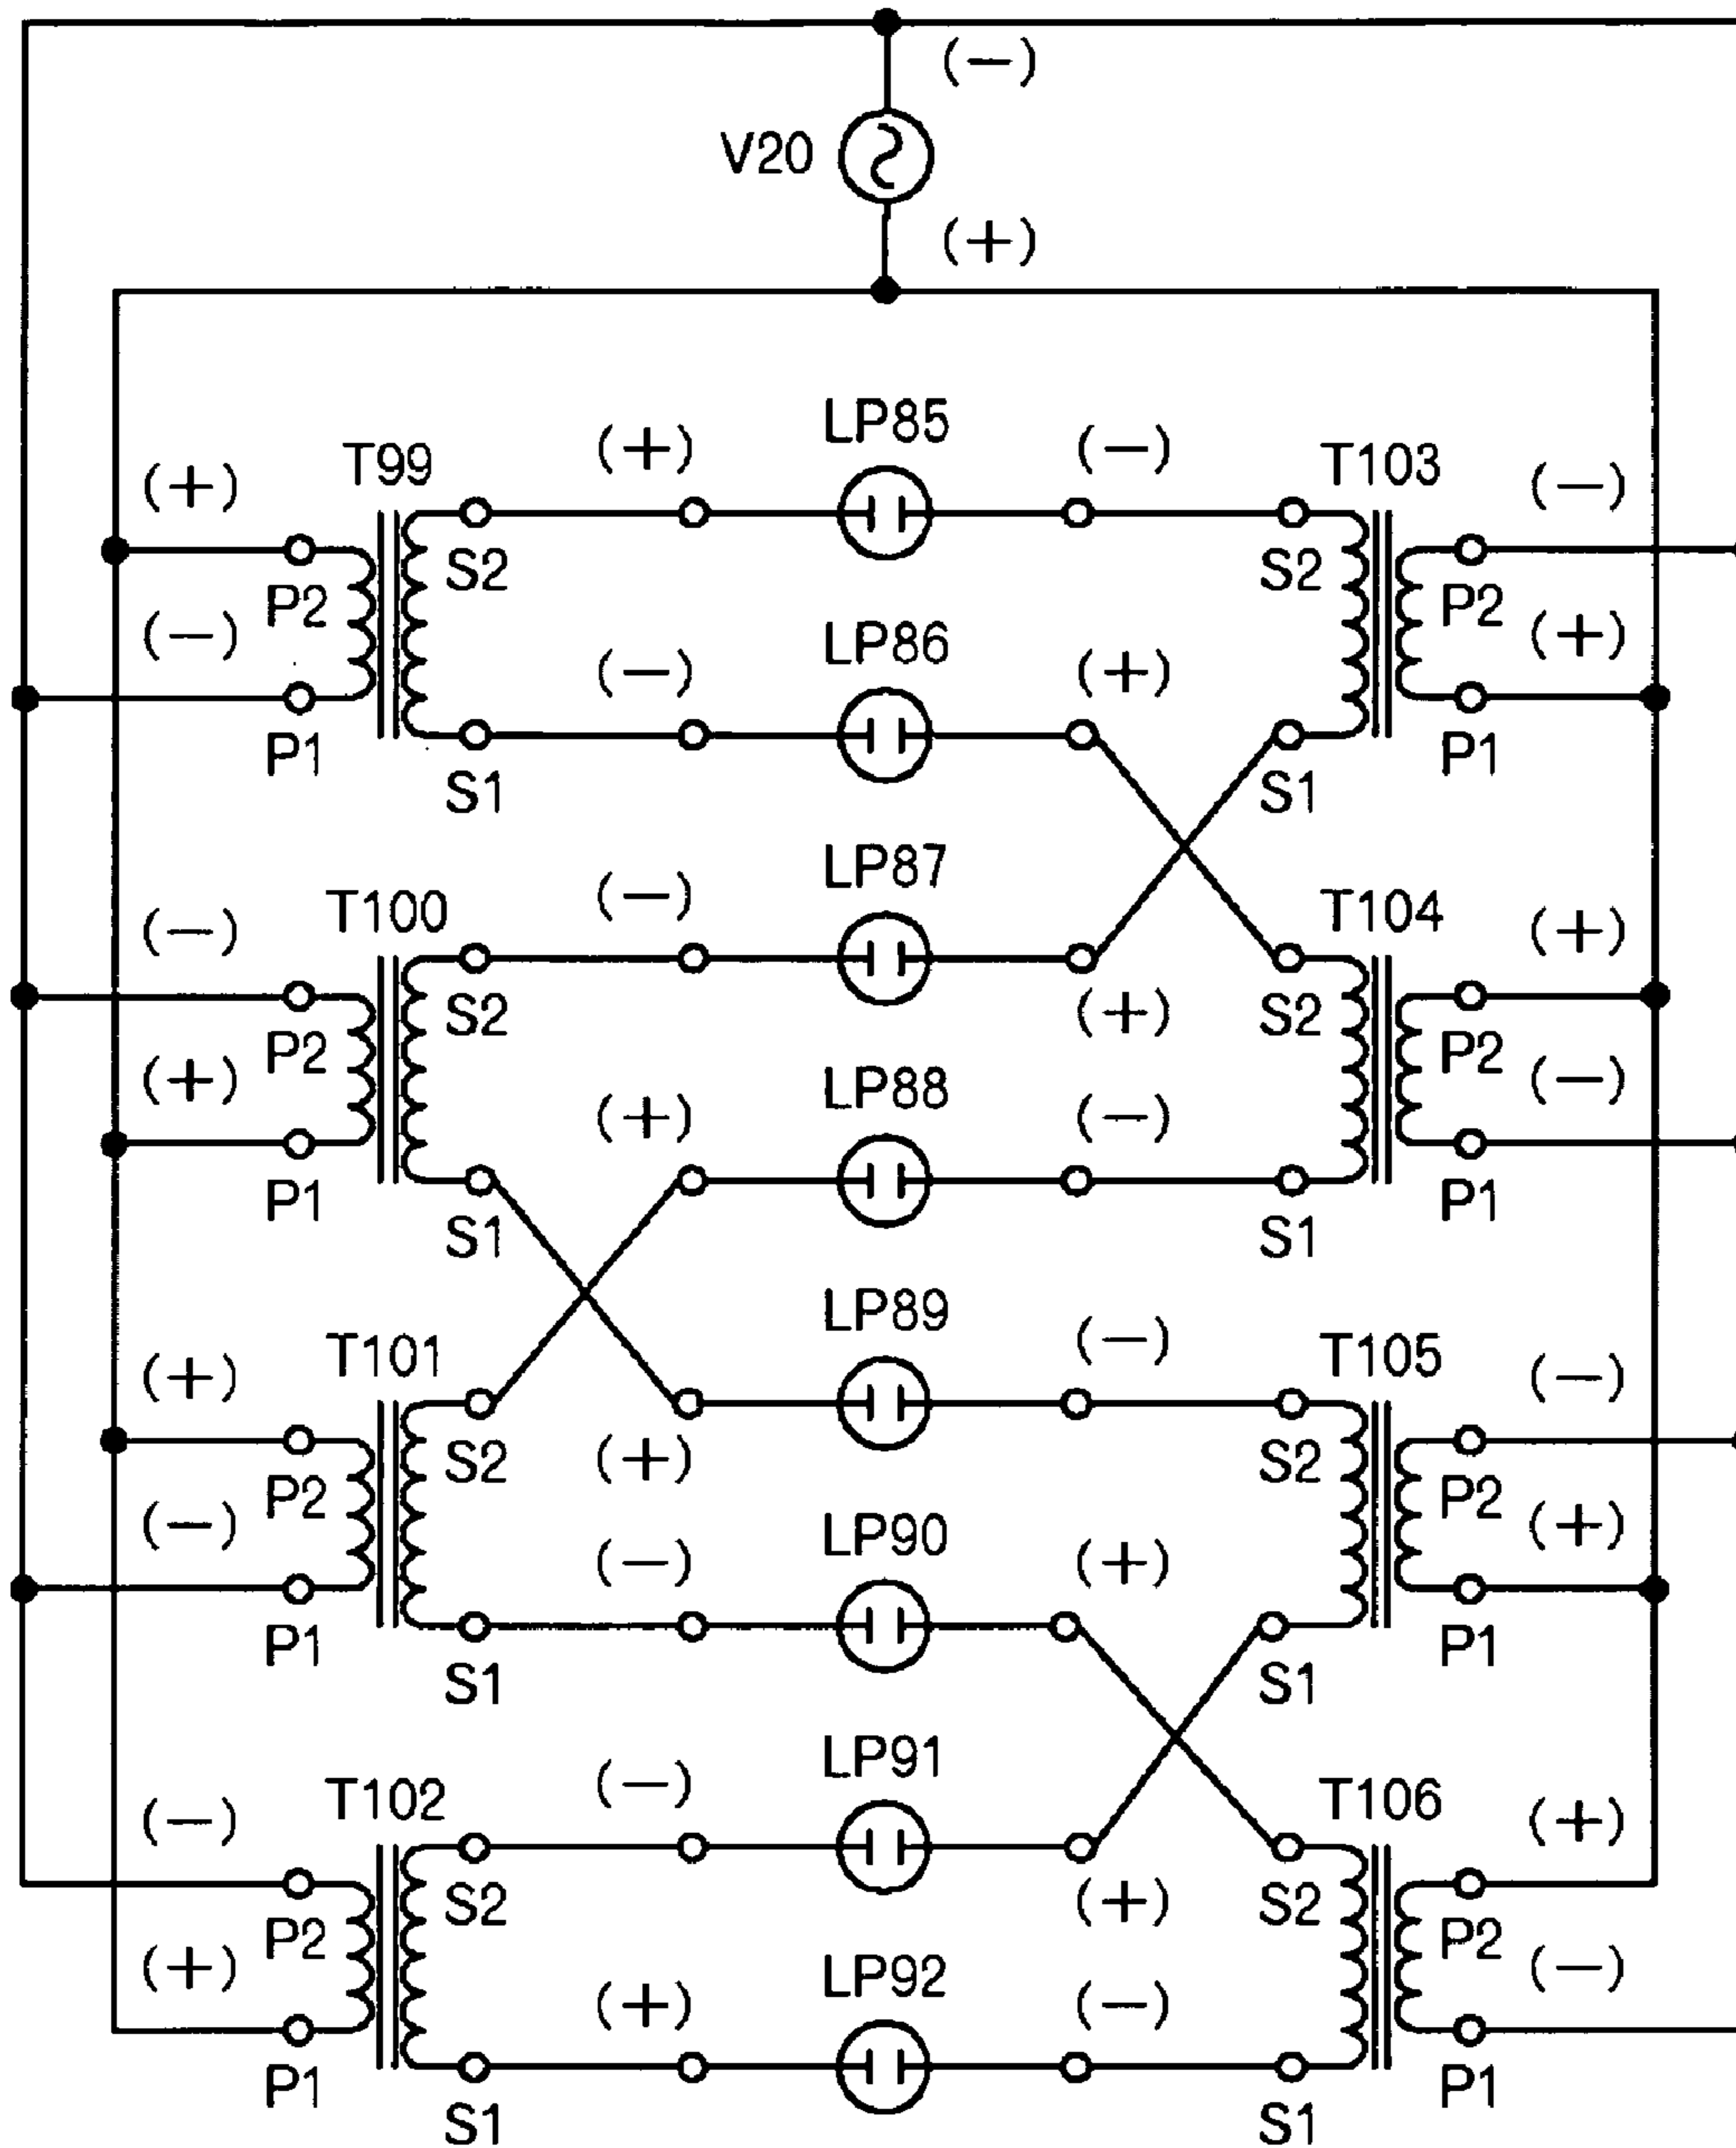 (−)
V20
(+)
LP85
(+) (−)
T99 T103
(+) (−)
S2 S2
P2 P2
(−) (+)
LP86
(−) (+)
P1 P1
S1 S1
LP87
(−)
T100 T104
(−) (+)
S2 (+) S2
P2 P2
(+) (−)
LP88
(+) (−)
P1 P1
S1 S1
LP89
(−)
T101 T105
(+) (−)
S2 (+) S2
P2 P2
(−) (+)
LP90
(−) (+)
P1 P1
S1 S1
LP91
(−)
T102 T106
(−) (+)
S2 (+) S2
P2 P2
(+) (−)
LP92
(+) (−)
P1 P1
S1 S1